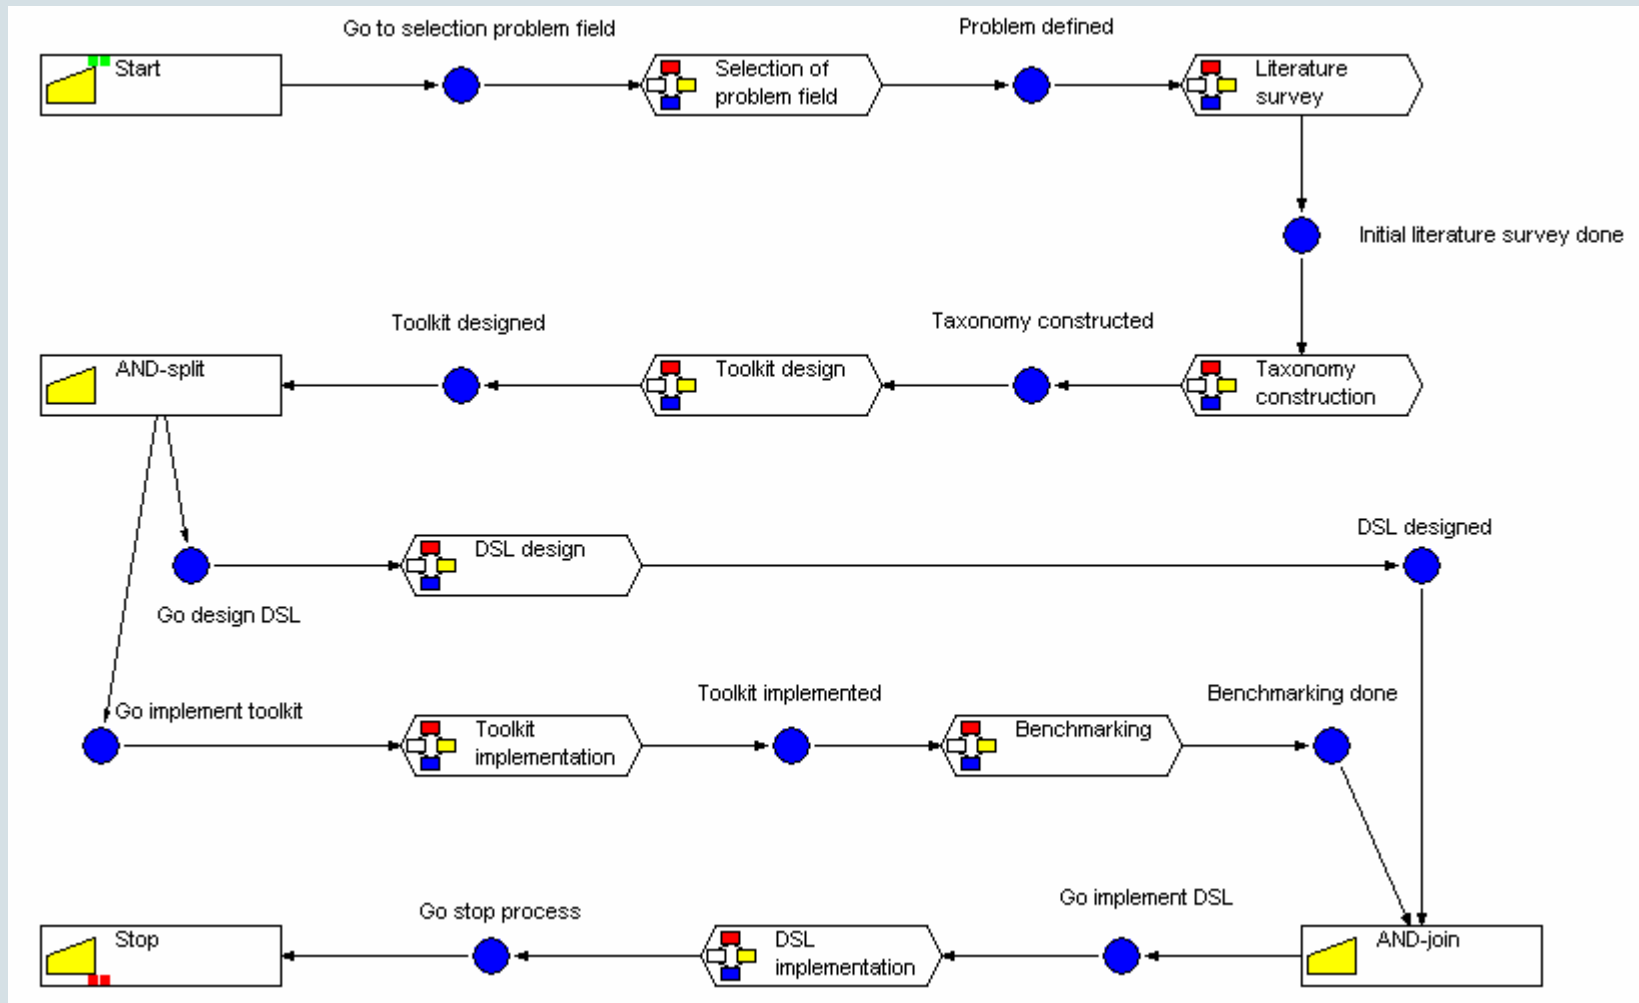 Go to selection problem field
Problem defined
Start
Selection of
problem field
Literature
survey
Initial literature survey done
Toolkit designed
Taxonomy constructed
AND-split
Toolkit design
Taxonomy
construction
DSL designed
DSL design
Go design DSL
Go implement toolkit
Toolkit implemented
Benchmarking done
Toolkit
implementation
Benchmarking
Go stop process
Go implement DSL
Stop
DSL
implementation
AND-join